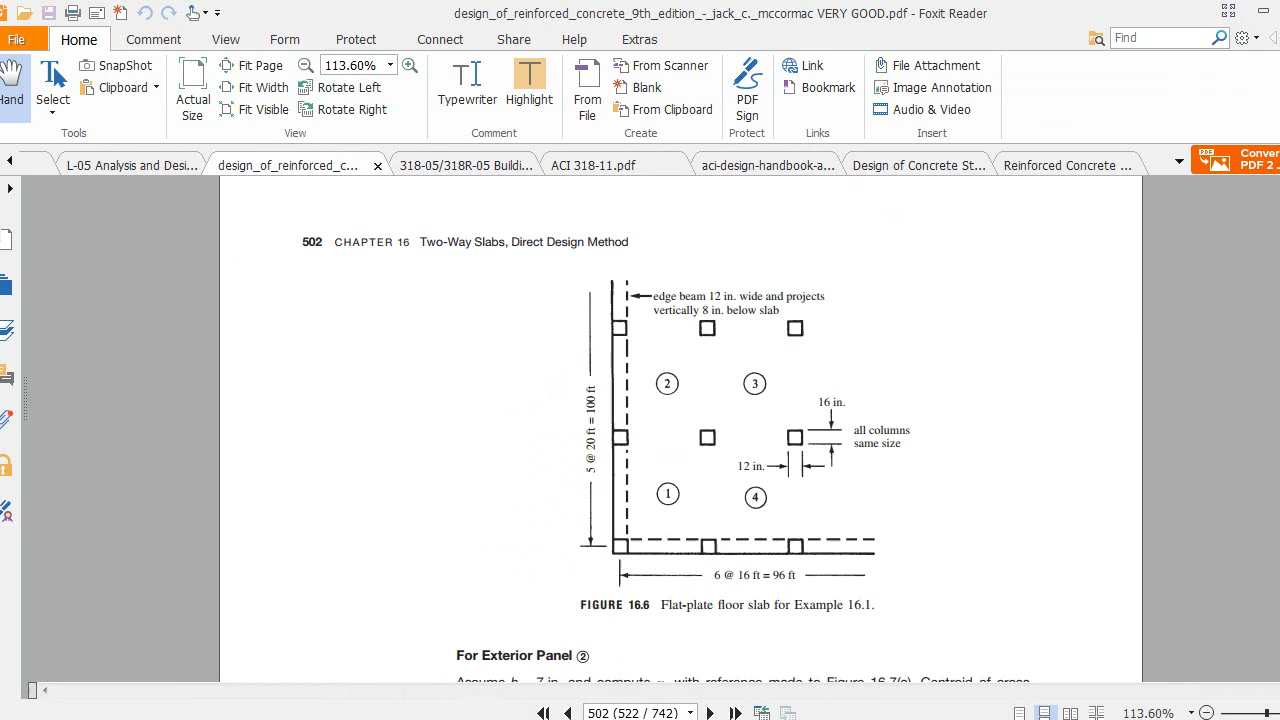 design_of_reinforced_concrete_9th_edition_-_jack_c._mccormac VERY GOOD.pdf - Foxit Reader
File Home Comment View Form Protect Connect Share Help Extras Find
Hand
Select
SnapShot
Clipboard
Tools
Actual Size
Fit Page
Fit Width
Fit Visible
113.60%
Rotate Left
Rotate Right
View
Typewriter
Highlight
Comment
From File
From Scanner
Blank
From Clipboard
Create
PDF Sign
Protect
Link
Bookmark
Links
File Attachment
Image Annotation
Audio & Video
Insert
L-05 Analysis and Desi...
design_of_reinforced_c...
318-05/318R-05 Buildi...
ACI-318-11.pdf
aci-design-handbook-...
Design of Concrete St...
Reinforced Concrete ...
PDF
Conver
PDF 2 .
502 CHAPTER 16 Two-Way Slabs, Direct Design Method
edge beam 12 in. wide and projects
vertically 8 in. below slab
2
3
16 in.
all columns
same size
12 in.
5 @ 20 ft = 100 ft
1
4
6 @ 16 ft = 96 ft
FIGURE 16.6 Flat-plate floor slab for Example 16.1.
For Exterior Panel ②
502 (522 / 742)
113.60%